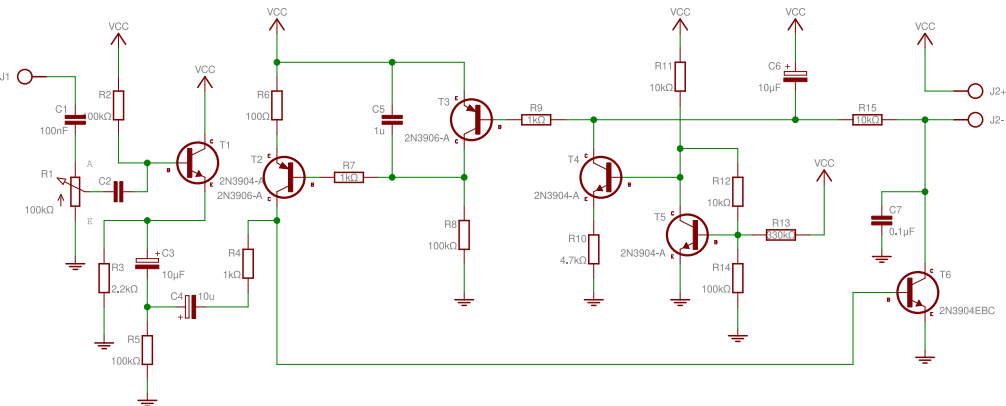 VCC
VCC
VCC
VCC
VCC
VCC
VCC
J1
C1
100nF
R2
100kΩ
T1
2N3904-A
C2
R1
A
E
100kΩ
R3
2.2kΩ
C3
10µF
C4
10u
R5
100kΩ
R4
1kΩ
R6
100Ω
T2
2N3906-A
R7
1kΩ
C5
1u
T3
2N3906-A
R8
100kΩ
R9
1kΩ
T4
2N3904-A
R10
4.7kΩ
R11
10kΩ
T5
2N3904-A
R12
10kΩ
R13
330kΩ
R14
100kΩ
C6
10µF
R15
10kΩ
J2+
J2-
C7
0.1µF
T6
2N3904EBC
C
B
E
E
B
C
E
B
C
C
B
E
C
B
E
C
B
E